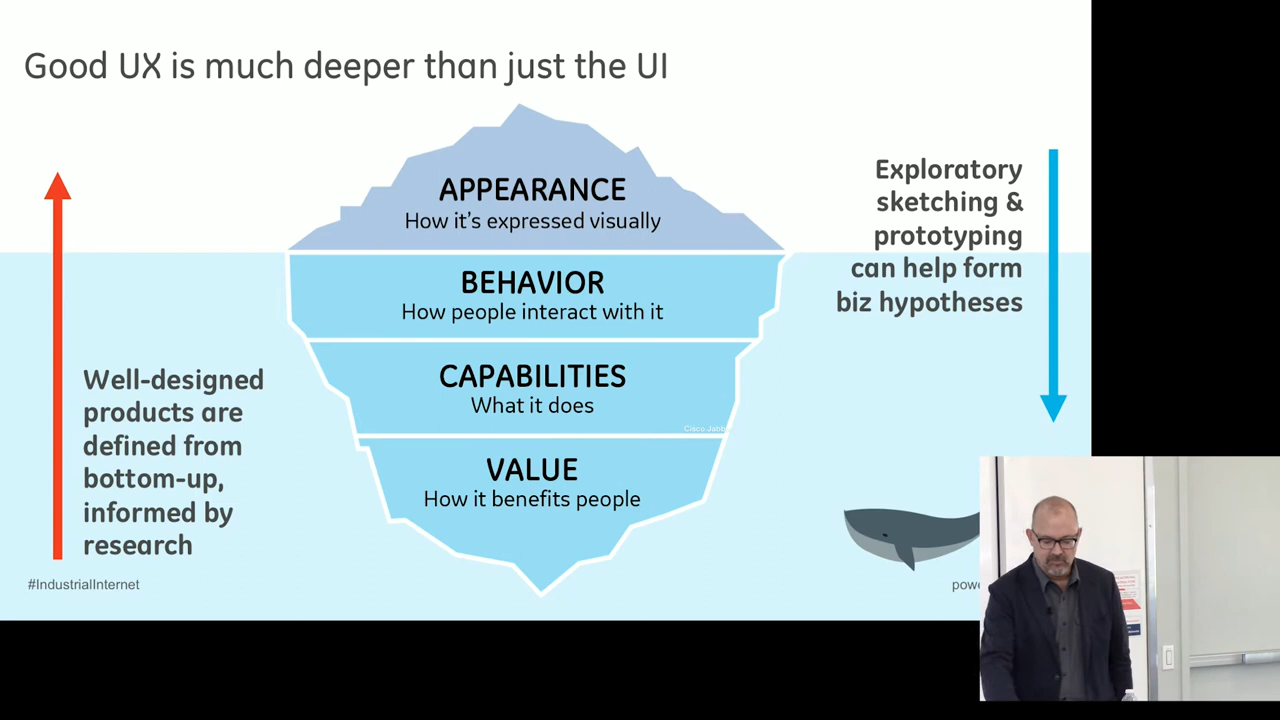 Good UX is much deeper than just the UI
APPEARANCE
How it's expressed visually
BEHAVIOR
How people interact with it
CAPABILITIES
What it does
VALUE
How it benefits people
Well-designed
products are
defined from
bottom-up,
informed by
research
Exploratory
sketching &
prototyping
can help form
biz hypotheses
#IndustrialInternet